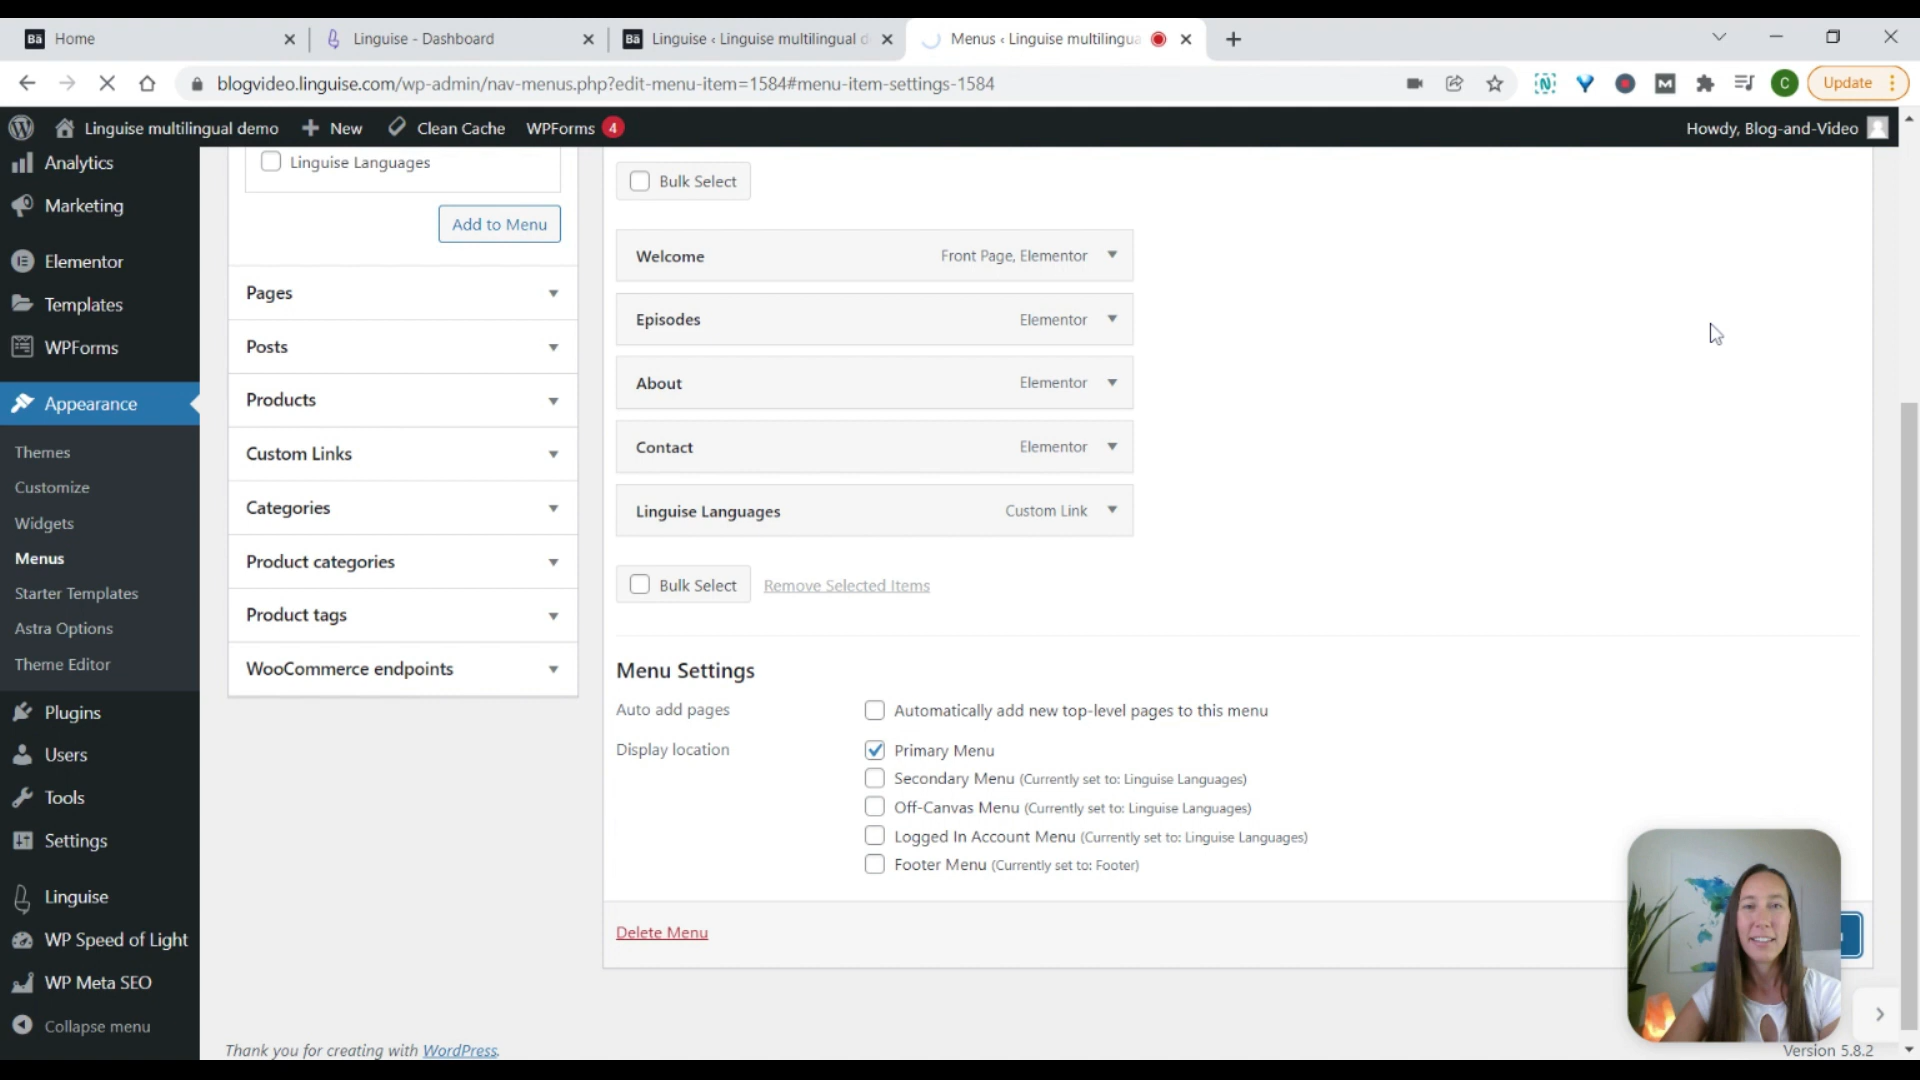 Home
Linguise - Dashboard
Linguise ‹ Linguise multilingual d
Menus ‹ Linguise multilingua
blogvideo.linguise.com/wp-admin/nav-menus.php?edit-menu-item=1584#menu-item-settings-1584
Update
Linguise multilingual demo
New
Clean Cache
WPForms 4
Howdy, Blog-and-Video
Analytics
Marketing
Elementor
Templates
WPForms
Appearance
Themes
Customize
Widgets
Menus
Starter Templates
Astra Options
Theme Editor
Plugins
Users
Tools
Settings
Linguise
WP Speed of Light
WP Meta SEO
Collapse menu
Linguise Languages
Add to Menu
Pages
Posts
Products
Custom Links
Categories
Product categories
Product tags
WooCommerce endpoints
Bulk Select
Welcome Front Page, Elementor
Episodes Elementor
About Elementor
Contact Elementor
Linguise Languages Custom Link
Bulk Select Remove Selected Items
Menu Settings
Auto add pages Automatically add new top-level pages to this menu
Display location Primary Menu
Secondary Menu (Currently set to: Linguise Languages)
Off-Canvas Menu (Currently set to: Linguise Languages)
Logged In Account Menu (Currently set to: Linguise Languages)
Footer Menu (Currently set to: Footer)
Delete Menu
Thank you for creating with WordPress.
Version 5.8.2